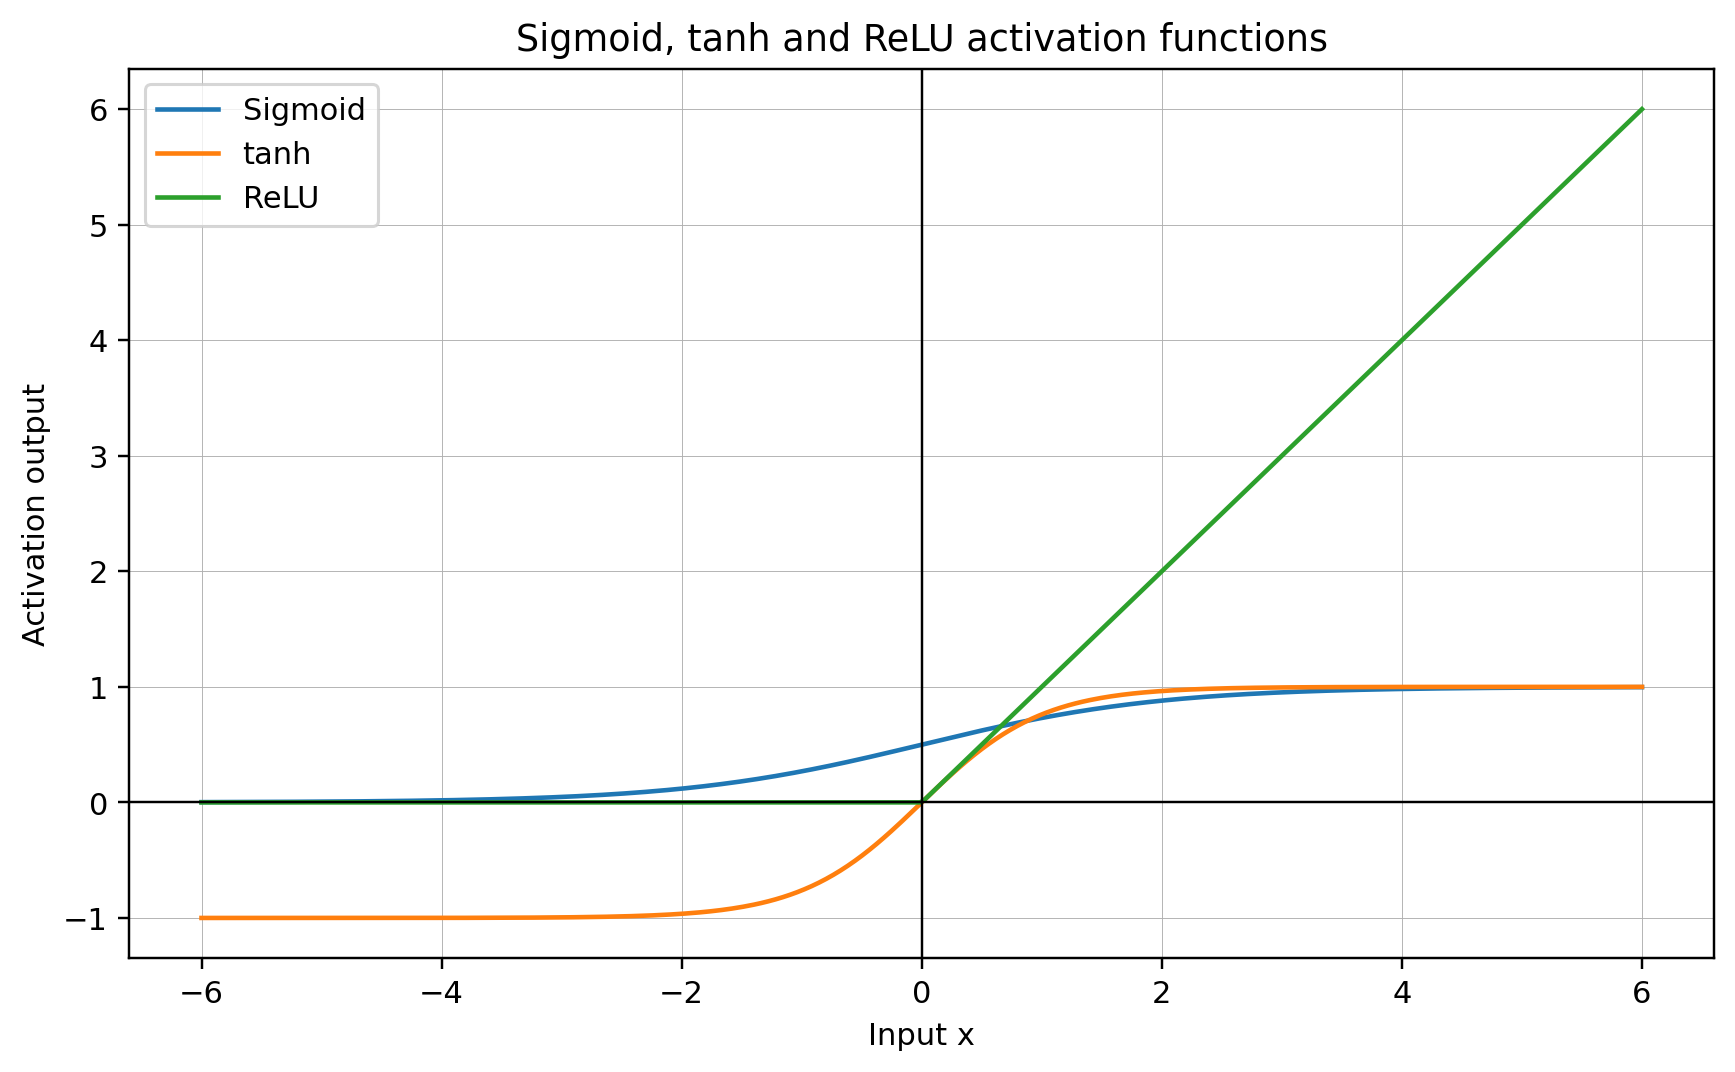 Sigmoid, tanh and ReLU activation functions
Sigmoid
tanh
ReLU
Activation output
6
5
4
3
2
1
0
−1
−6 −4 −2 0 2 4 6
Input x